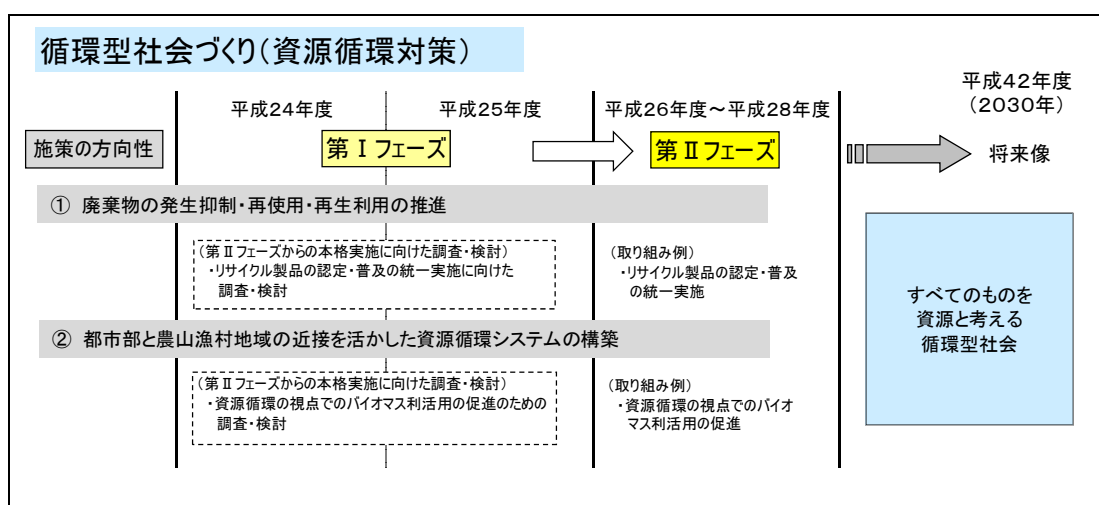 循環型社会づくり(資源循環対策)
平成42年度
(2030年)
平成24年度
平成25年度
平成26年度～平成28年度
施策の方向性
第Ⅰフェーズ
第Ⅱフェーズ
将来像
① 廃棄物の発生抑制・再使用・再生利用の推進
(第Ⅱフェーズからの本格実施に向けた調査・検討)
・リサイクル製品の認定・普及の統一実施に向けた
調査・検討
(取り組み例)
・リサイクル製品の認定・普及
の統一実施
すべてのものを
資源と考える
循環型社会
② 都市部と農山漁村地域の近接を活かした資源循環システムの構築
(第Ⅱフェーズからの本格実施に向けた調査・検討)
・資源循環の視点でのバイオマス利活用の促進のための
調査・検討
(取り組み例)
・資源循環の視点でのバイオ
マス利活用の促進